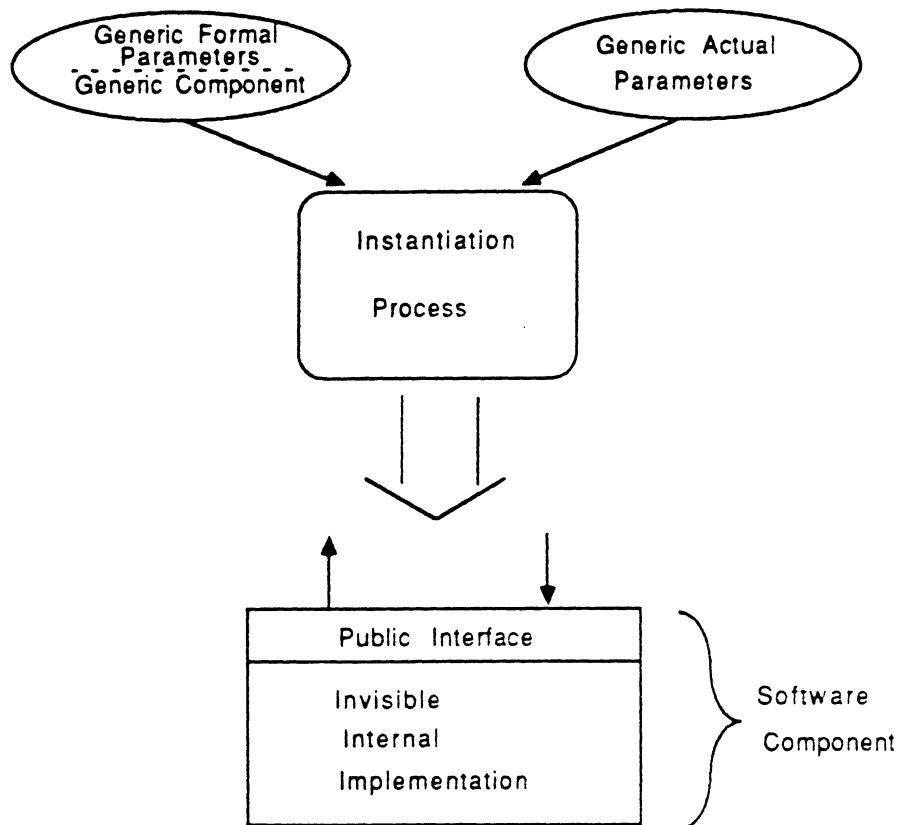 Generic Formal
Parameters
Generic Component
Generic Actual
Parameters
Instantiation
Process
Public Interface
Invisible
Internal
Implementation
Software
Component